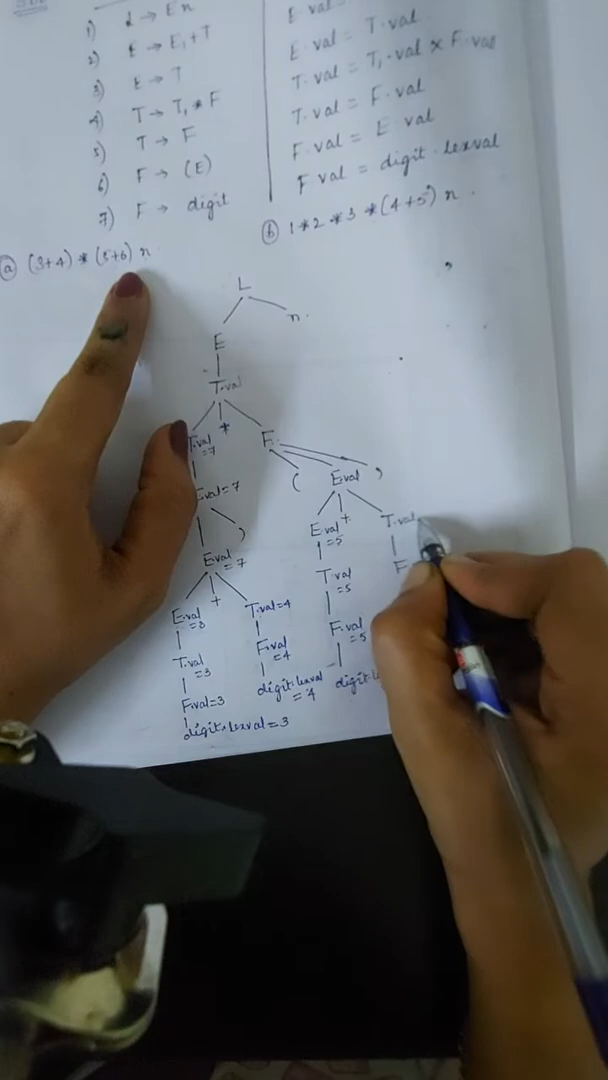 1) L → En
2) E → E₁ + T
3) E → T
4) T → T₁ * F
5) T → F
6) F → (E)
7) F → digit
E.val =
E.val = T.val
T.val = T₁.val × F.val
T.val = F.val
F.val = E.val
F.val = digit.lexval
(a) (3+4) * (5+6) n
(b) 1*2*3*(4+5) n
L
n.
E
T.val
T.val =7
*
F.
Eval=7
( E.val )
)
E.val =5
+
T.val
E.val =7
T.val =5
F
E.val =3
+
T.val=4
T.val =3
F.val =4
F.val =5
F.val=3
digit.lexval =4
digit.le
digit.lexval=3